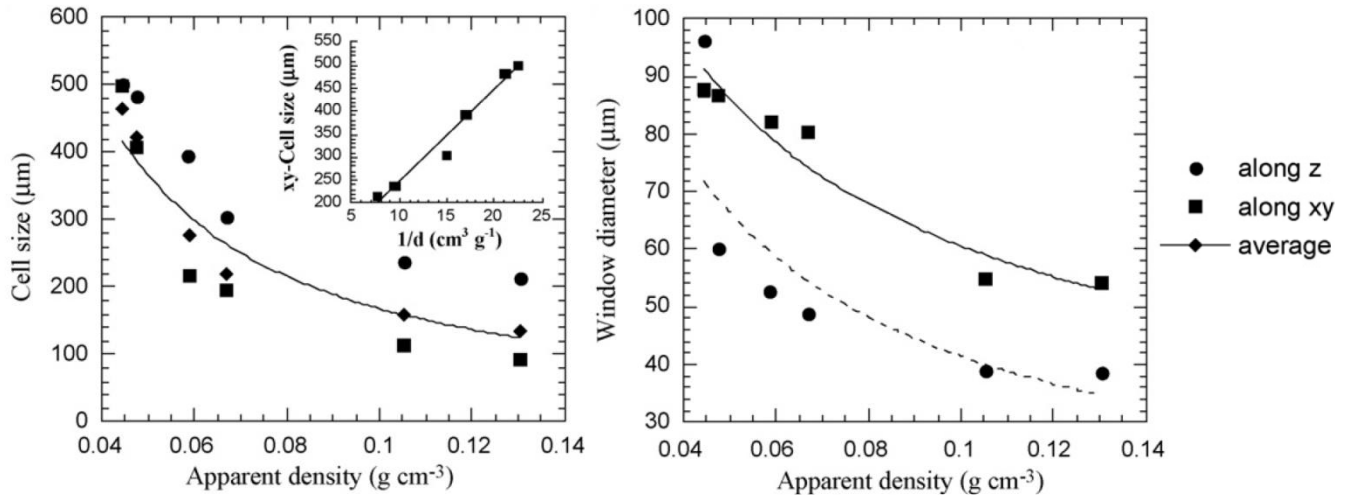 600
500
400
300
200
100
0
Cell size (μm)
0.04 0.06 0.08 0.1 0.12 0.14
Apparent density (g cm-3)
550
500
450
400
350
300
250
200
xy-Cell size (μm)
5 10 15 20 25
1/d (cm3 g-1)
100
90
80
70
60
50
40
30
Window diameter (μm)
0.04 0.06 0.08 0.1 0.12 0.14
Apparent density (g cm-3)
along z
along xy
average